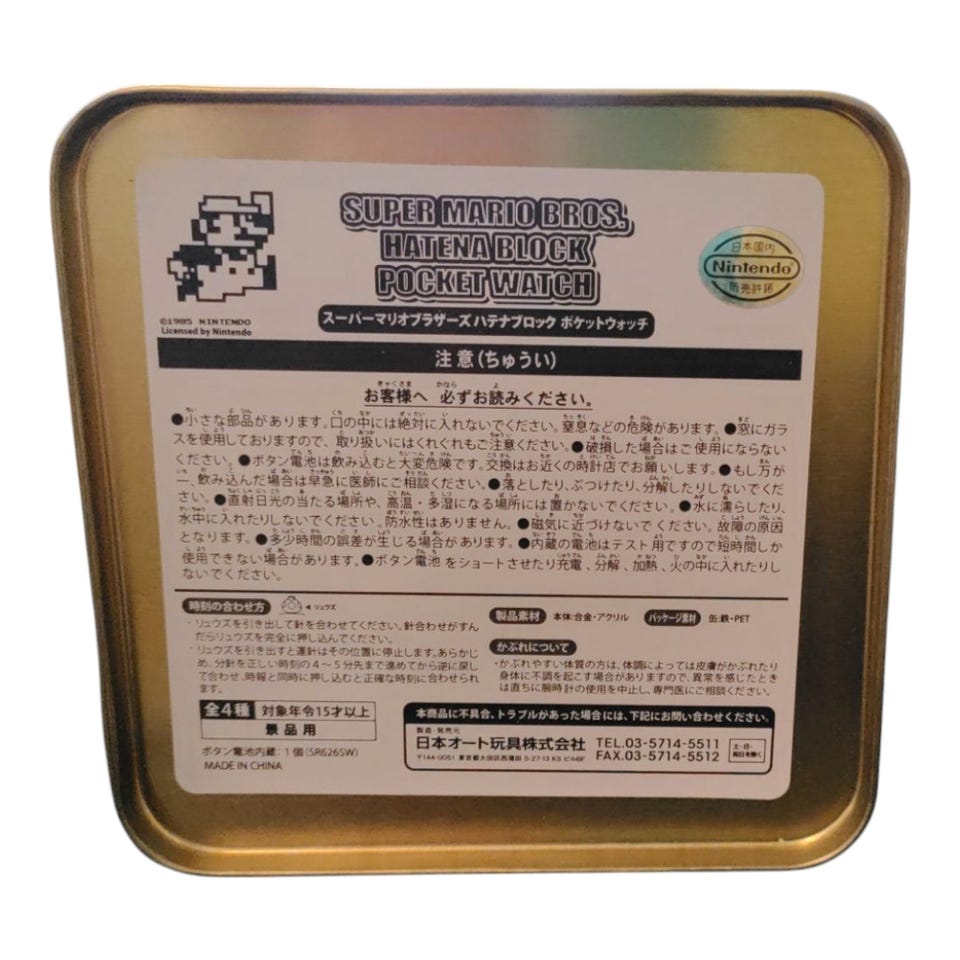 SUPER MARIO BROS.
HATENA BLOCK
POCKET WATCH
©1985 NINTENDO
Licensed by Nintendo
日本国内
Nintendo
販売許諾
スーパーマリオブラザーズ ハテナブロック ポケットウォッチ
注意(ちゅうい)
お客様へ 必ずお読みください。
●小さな部品があります。口の中には絶対に入れないでください。窒息などの危険があります。●窓にガラ
スを使用しておりますので、取り扱いにはくれぐれもご注意ください。●破損した場合はご使用にならない
でください。●ボタン電池は飲み込むと大変危険です。交換はお近くの時計店でお願いします。●もし万が
一、飲み込んだ場合は早急に医師にご相談ください。●落としたり、ぶつけたり、分解したりしないでくだ
さい。●直射日光の当たる場所や、高温・多湿になる場所には置かないでください。●水に濡らしたり、
水中に入れたりしないでください。防水性はありません。●磁気に近づけないでください。故障の原因
となります。●多少時間の誤差が生じる場合があります。●内蔵の電池はテスト用ですので短時間しか
使用できない場合があります。●ボタン電池をショートさせたり充電、分解、加熱、火の中に入れたりし
ないでください。
時刻の合わせ方
◀リュウズ
・リュウズを引き出して針を合わせてください。針合わせがすん
だらリュウズを完全に押し込んでください。
・リュウズを引き出すと運針はその位置に停止します。あらかじ
め、分針を正しい時刻の4〜5分先まで進めてから逆に戻し
て合わせ、時報と同時に押し込むと正確な時刻に合わせられ
ます。
製品素材 本体:合金・アクリル パッケージ素材 缶:鉄・PET
かぶれについて
・かぶれやすい体質の方は、体調によっては皮膚がかぶれたり
身体に不調を起こす場合がありますので、異常を感じたとき
は直ちに腕時計の使用を中止し、専門医にご相談ください。
全4種 対象年令15才以上
景品用
ボタン電池内蔵:1個(SR626SW)
MADE IN CHINA
本商品に不具合、トラブルがあった場合には、下記にお問い合わせください。
製造・発売元
日本オート玩具株式会社
〒144-0051 東京都大田区西蒲田 5-27-13 KS ビル6F
TEL.03-5714-5511
FAX.03-5714-5512
土・日・
祝日を除く